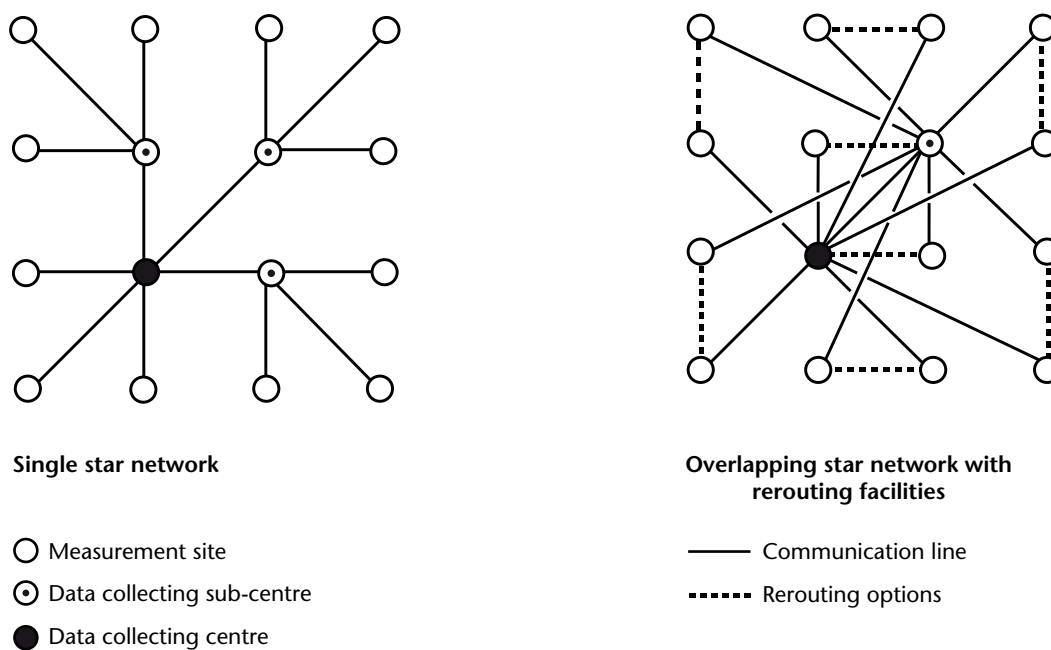 Single star network
Overlapping star network with
rerouting facilities
Measurement site
Data collecting sub-centre
Data collecting centre
Communication line
Rerouting options